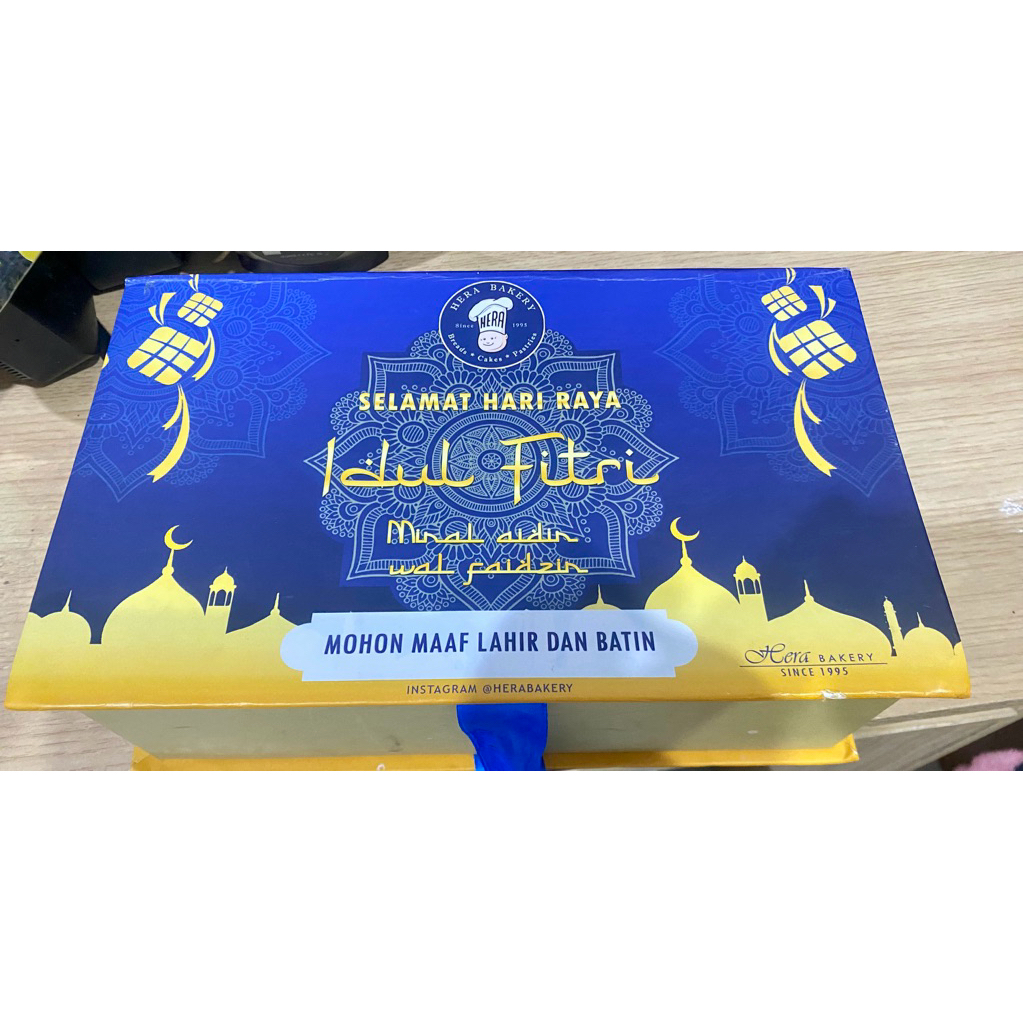 HERA BAKERY
HERA
Since 1995
Breads • Cakes • Pastries
SELAMAT HARI RAYA
Idul Fitri
Minal aidin
wal faidzin
MOHON MAAF LAHIR DAN BATIN
Hera BAKERY
SINCE 1995
INSTAGRAM @HERABAKERY